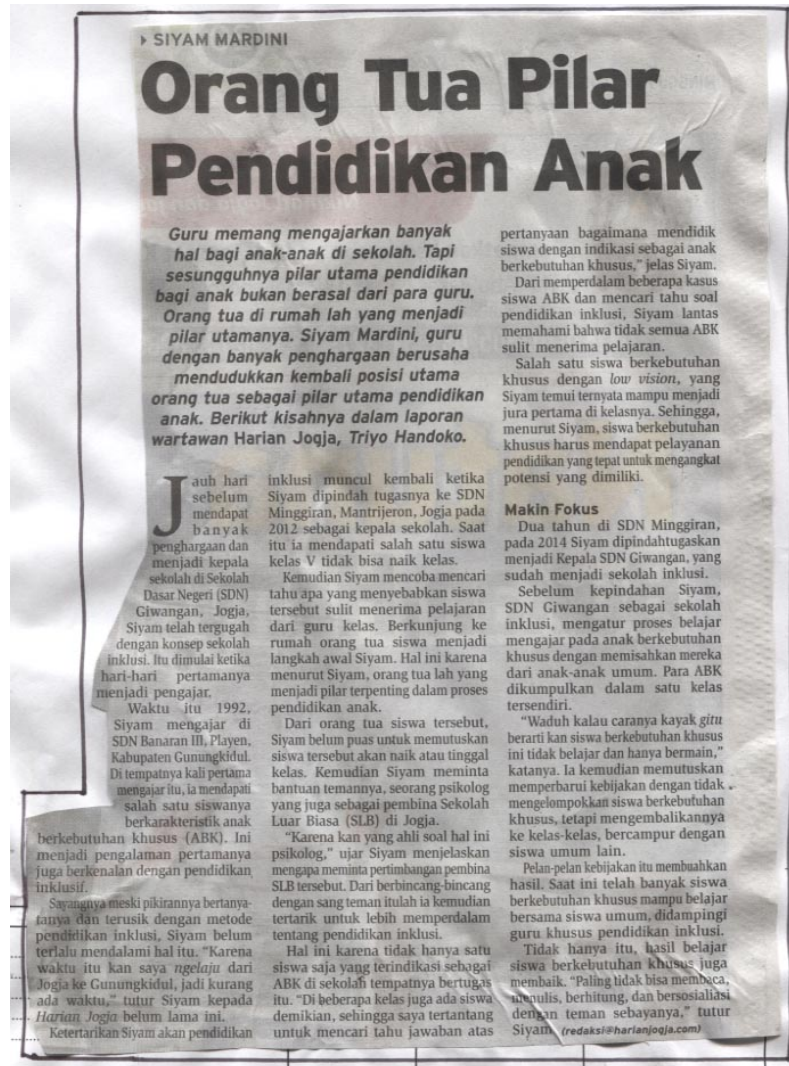 SIYAM MARDINI
Orang Tua Pilar
Pendidikan Anak
Guru memang mengajarkan banyak
hal bagi anak-anak di sekolah. Tapi
sesungguhnya pilar utama pendidikan
bagi anak bukan berasal dari para guru.
Orang tua di rumah lah yang menjadi
pilar utamanya. Siyam Mardini, guru
dengan banyak penghargaan berusaha
mendudukkan kembali posisi utama
orang tua sebagai pilar utama pendidikan
anak. Berikut kisahnya dalam laporan
wartawan Harian Jogja, Triyo Handoko.
Jauh hari
sebelum
mendapat
banyak
penghargaan dan
menjadi kepala
sekolah di Sekolah
Dasar Negeri (SDN)
Giwangan, Jogja,
Siyam telah tergugah
dengan konsep sekolah
inklusi. Itu dimulai ketika
hari-hari pertamanya
menjadi pengajar.
Waktu itu 1992,
Siyam mengajar di
SDN Banaran III, Playen,
Kabupaten Gunungkidul.
Di tempatnya kali pertama
mengajar itu, ia mendapati
salah satu siswanya
berkarakteristik anak
berkebutuhan khusus (ABK). Ini
menjadi pengalaman pertamanya
juga berkenalan dengan pendidikan
inklusif.
Sayangnya meski pikirannya bertanya-
tanya dan terusik dengan metode
pendidikan inklusi, Siyam belum
terlalu mendalami hal itu. “Karena
waktu itu kan saya ngelaju dari
Jogja ke Gunungkidul, jadi kurang
ada waktu,” tutur Siyam kepada
Harian Jogja belum lama ini.
Ketertarikan Siyam akan pendidikan
inklusi muncul kembali ketika
Siyam dipindah tugasnya ke SDN
Minggiran, Mantrijeron, Jogja pada
2012 sebagai kepala sekolah. Saat
itu ia mendapati salah satu siswa
kelas V tidak bisa naik kelas.
Kemudian Siyam mencoba mencari
tahu apa yang menyebabkan siswa
tersebut sulit menerima pelajaran
dari guru kelas. Berkunjung ke
rumah orang tua siswa menjadi
langkah awal Siyam. Hal ini karena
menurut Siyam, orang tua lah yang
menjadi pilar terpenting dalam proses
pendidikan anak.
Dari orang tua siswa tersebut,
Siyam belum puas untuk memutuskan
siswa tersebut akan naik atau tinggal
kelas. Kemudian Siyam meminta
bantuan temannya, seorang psikolog
yang juga sebagai pembina Sekolah
Luar Biasa (SLB) di Jogja.
“Karena kan yang ahli soal hal ini
psikolog,” ujar Siyam menjelaskan
mengapa meminta pertimbangan pembina
SLB tersebut. Dari berbincang-bincang
dengan sang teman itulah ia kemudian
tertarik untuk lebih memperdalam
tentang pendidikan inklusi.
Hal ini karena tidak hanya satu
siswa saja yang terindikasi sebagai
ABK di sekolah tempatnya bertugas
itu. “Di beberapa kelas juga ada siswa
demikian, sehingga saya tertantang
untuk mencari tahu jawaban atas
pertanyaan bagaimana mendidik
siswa dengan indikasi sebagai anak
berkebutuhan khusus,” jelas Siyam.
Dari memperdalam beberapa kasus
siswa ABK dan mencari tahu soal
pendidikan inklusi, Siyam lantas
memahami bahwa tidak semua ABK
sulit menerima pelajaran.
Salah satu siswa berkebutuhan
khusus dengan low vision, yang
Siyam temui ternyata mampu menjadi
jura pertama di kelasnya. Sehingga,
menurut Siyam, siswa berkebutuhan
khusus harus mendapat pelayanan
pendidikan yang tepat untuk mengangkat
potensi yang dimiliki.
Makin Fokus
Dua tahun di SDN Minggiran,
pada 2014 Siyam dipindahtugaskan
menjadi Kepala SDN Giwangan, yang
sudah menjadi sekolah inklusi.
Sebelum kepindahan Siyam,
SDN Giwangan sebagai sekolah
inklusi, mengatur proses belajar
mengajar pada anak berkebutuhan
khusus dengan memisahkan mereka
dari anak-anak umum. Para ABK
dikumpulkan dalam satu kelas
tersendiri.
“Waduh kalau caranya kayak gitu
berarti kan siswa berkebutuhan khusus
ini tidak belajar dan hanya bermain,”
katanya. Ia kemudian memutuskan
memperbarui kebijakan dengan tidak
mengelompokkan siswa berkebutuhan
khusus, tetapi mengembalikannya
ke kelas-kelas, bercampur dengan
siswa umum lain.
Pelan-pelan kebijakan itu membuahkan
hasil. Saat ini telah banyak siswa
berkebutuhan khusus mampu belajar
bersama siswa umum, didampingi
guru khusus pendidikan inklusi.
Tidak hanya itu, hasil belajar
siswa berkebutuhan khusus juga
membaik. “Paling tidak bisa membaca,
menulis, berhitung, dan bersosialiasi
dengan teman sebayanya,” tutur
Siyam. (redaksi@harianjogja.com)